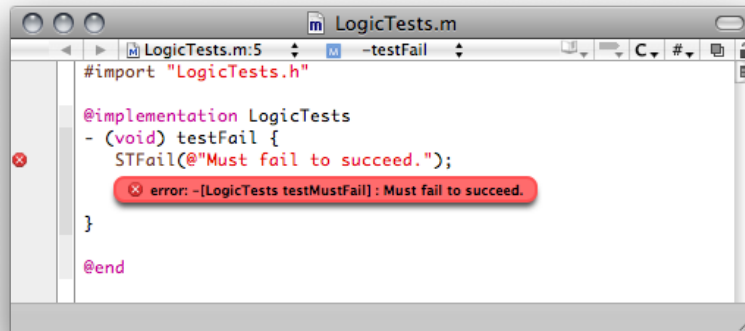 LogicTests.m
LogicTests.m:5 M -testFail C #
#import "LogicTests.h"
@implementation LogicTests
- (void) testFail {
STFail(@"Must fail to succeed.");
error: -[LogicTests testMustFail] : Must fail to succeed.
}
@end